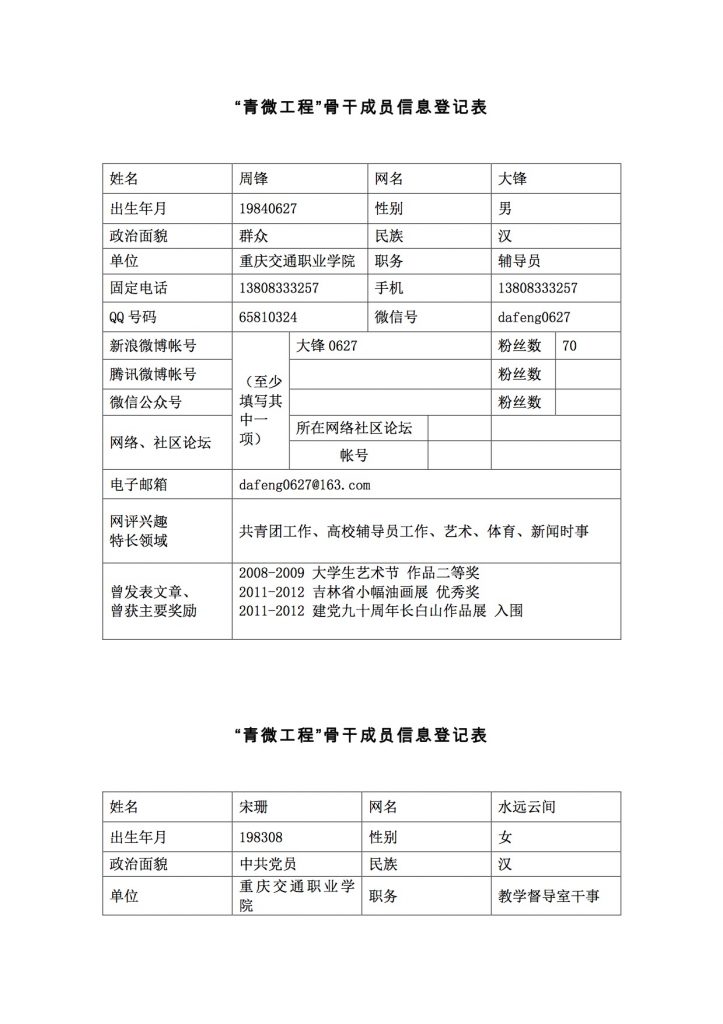 “青微工程”骨干成员信息登记表
姓名 周锋 网名 大锋
出生年月 19840627 性别 男
政治面貌 群众 民族 汉
单位 重庆交通职业学院 职务 辅导员
固定电话 13808333257 手机 13808333257
QQ 号码 65810324 微信号 dafeng0627
新浪微博帐号 （至少填写其中一项） 大锋 0627 粉丝数 70
腾讯微博帐号 粉丝数
微信公众号 粉丝数
网络、社区论坛 所在网络社区论坛
帐号
电子邮箱 dafeng0627@163.com
网评兴趣
特长领域 共青团工作、高校辅导员工作、艺术、体育、新闻时事
曾发表文章、
曾获主要奖励
2008-2009 大学生艺术节 作品二等奖
2011-2012 吉林省小幅油画展 优秀奖
2011-2012 建党九十周年长白山作品展 入围
“青微工程”骨干成员信息登记表
姓名 宋珊 网名 水远云间
出生年月 198308 性别 女
政治面貌 中共党员 民族 汉
单位 重庆交通职业学院 职务 教学督导室干事